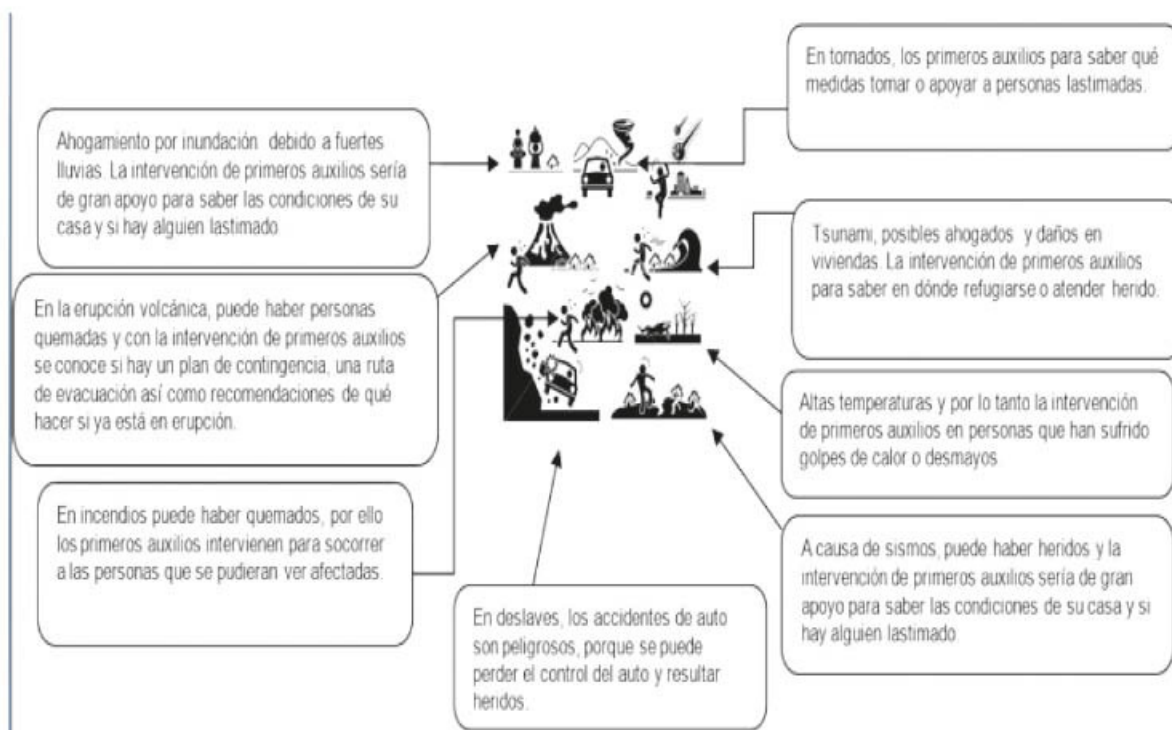 En tornados, los primeros auxilios para saber qué
medidas tomar o apoyar a personas lastimadas.
Ahogamiento por inundación debido a fuertes
lluvias. La intervención de primeros auxilios sería
de gran apoyo para saber las condiciones de su
casa y si hay alguien lastimado
Tsunami, posibles ahogados y daños en
viviendas. La intervención de primeros auxilios
para saber en dónde refugiarse o atender herido.
En la erupción volcánica, puede haber personas
quemadas y con la intervención de primeros auxilios
se conoce si hay un plan de contingencia, una ruta
de evacuación así como recomendaciones de qué
hacer si ya está en erupción.
Altas temperaturas y por lo tanto la intervención
de primeros auxilios en personas que han sufrido
golpes de calor o desmayos
En incendios puede haber quemados, por ello
los primeros auxilios intervienen para socorrer
a las personas que se pudieran ver afectadas.
A causa de sismos, puede haber heridos y la
intervención de primeros auxilios sería de gran
apoyo para saber las condiciones de su casa y si
hay alguien lastimado
En deslaves, los accidentes de auto
son peligrosos, porque se puede
perder el control del auto y resultar
heridos.